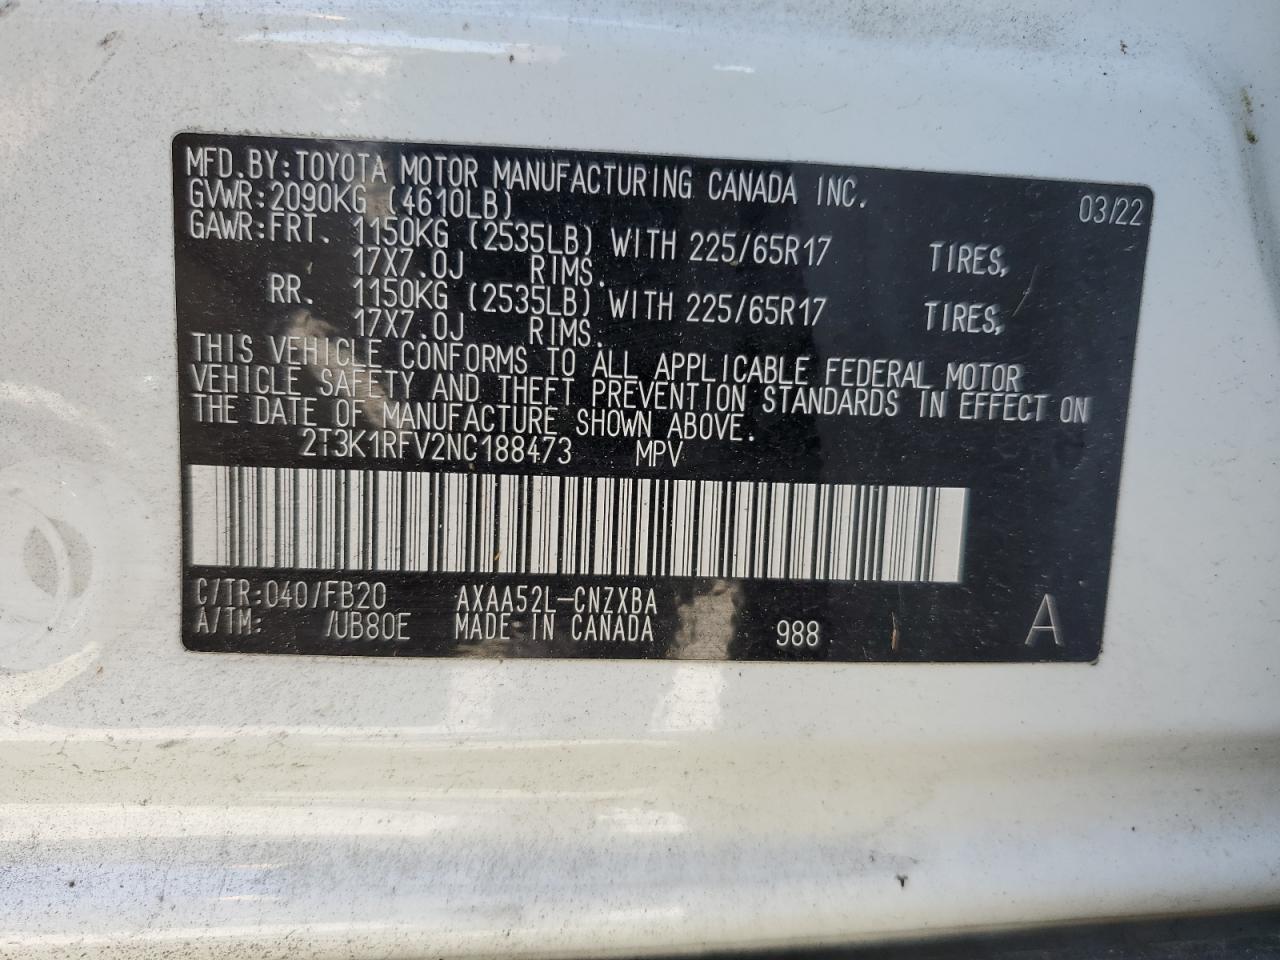 MFD.BY:TOYOTA MOTOR MANUFACTURING CANADA INC. 03/22
GVWR:2090KG (4610LB)
GAWR:FRT. 1150KG (2535LB) WITH 225/65R17 TIRES,
17X7.0J RIMS.
RR. 1150KG (2535LB) WITH 225/65R17 TIRES,
17X7.0J RIMS.
THIS VEHICLE CONFORMS TO ALL APPLICABLE FEDERAL MOTOR
VEHICLE SAFETY AND THEFT PREVENTION STANDARDS IN EFFECT ON
THE DATE OF MANUFACTURE SHOWN ABOVE.
2T3K1RFV2NC188473 MPV
C/TR:040/FB20 AXAA52L-CNZXBA
A/TM: /UB80E MADE IN CANADA 988 A